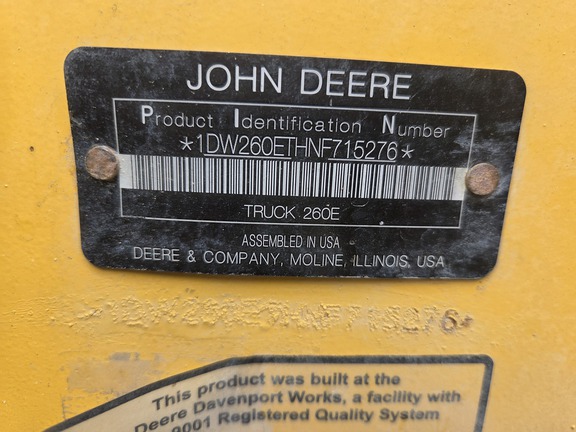 JOHN DEERE
P I N
Product Identification Number
*1DW260ETHNF715276*
TRUCK 260E
ASSEMBLED IN USA
DEERE & COMPANY, MOLINE, ILLINOIS, USA
*1DW260ETHNF715276*
This product was built at the
Deere Davenport Works, a facility with
9001 Registered Quality System